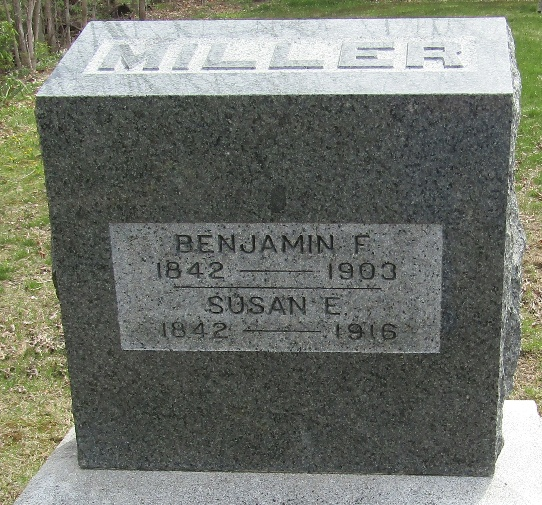 MILLER
BENJAMIN F.
1842 — 1903
SUSAN E.
1842 — 1916